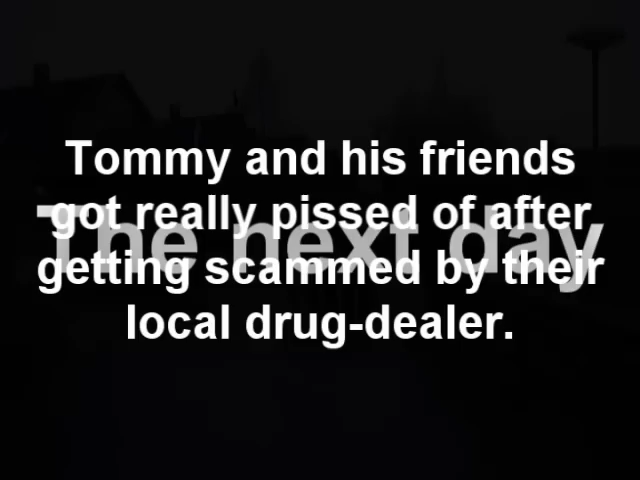 Tommy and his friends
got really pissed of after
The next day
getting scammed by their
local drug-dealer.